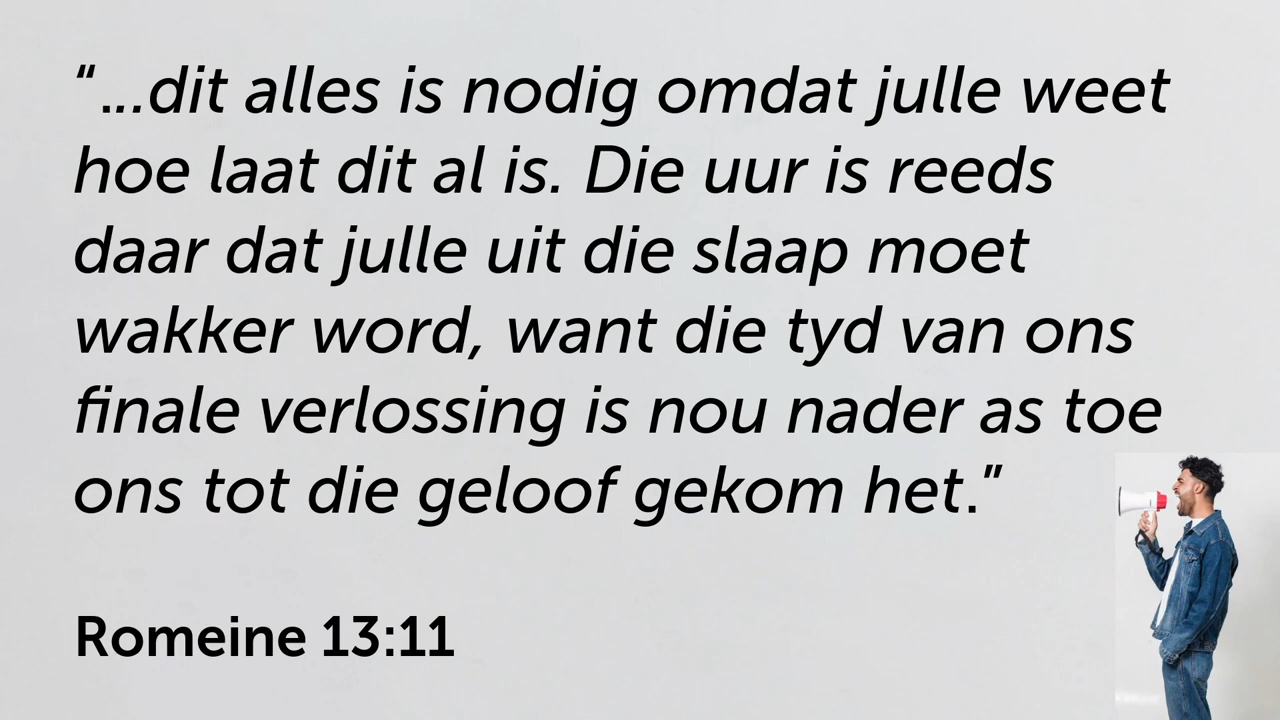 “...dit alles is nodig omdat julle weet
hoe laat dit al is. Die uur is reeds
daar dat julle uit die slaap moet
wakker word, want die tyd van ons
finale verlossing is nou nader as toe
ons tot die geloof gekom het.”
Romeine 13:11